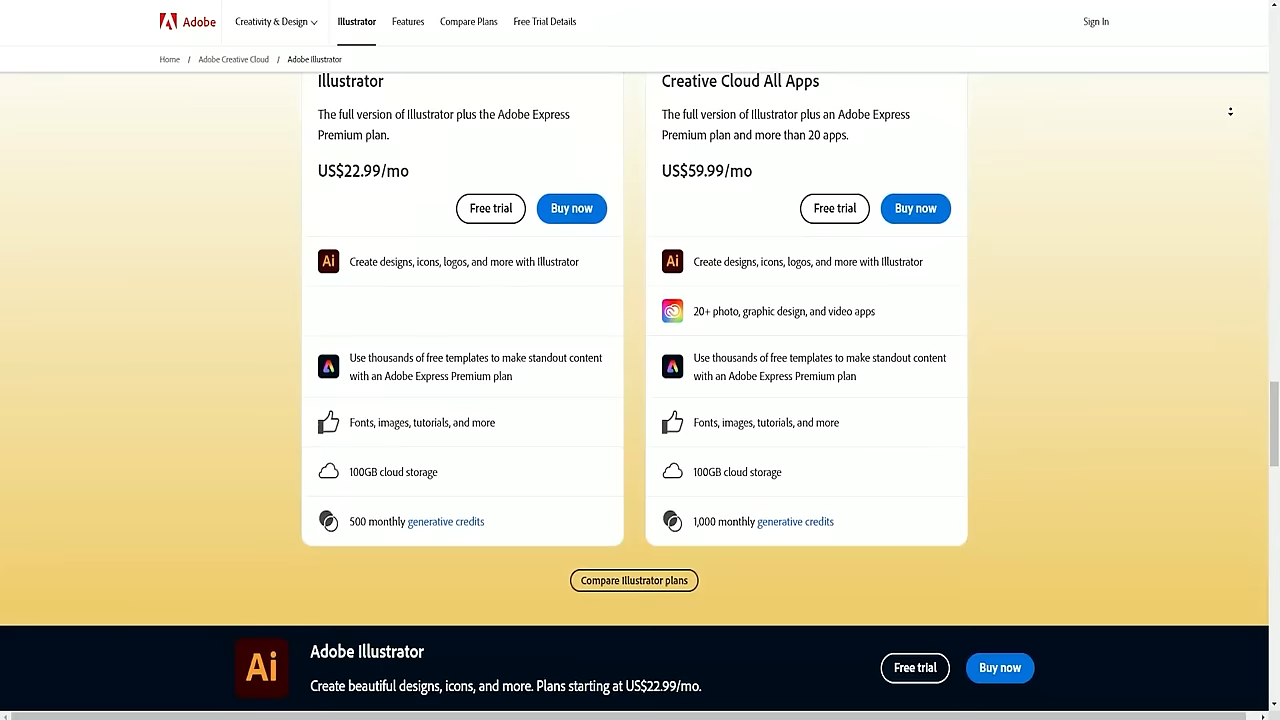 Adobe
Creativity & Design
Illustrator
Features
Compare Plans
Free Trial Details
Sign In
Home / Adobe Creative Cloud / Adobe Illustrator
Illustrator
The full version of Illustrator plus the Adobe Express
Premium plan.
US$22.99/mo
Free trial
Buy now
Ai
Create designs, icons, logos, and more with Illustrator
Use thousands of free templates to make standout content
with an Adobe Express Premium plan
Fonts, images, tutorials, and more
100GB cloud storage
500 monthly generative credits
Creative Cloud All Apps
The full version of Illustrator plus an Adobe Express
Premium plan and more than 20 apps.
US$59.99/mo
Free trial
Buy now
Ai
Create designs, icons, logos, and more with Illustrator
20+ photo, graphic design, and video apps
Use thousands of free templates to make standout content
with an Adobe Express Premium plan
Fonts, images, tutorials, and more
100GB cloud storage
1,000 monthly generative credits
Compare Illustrator plans
Ai
Adobe Illustrator
Create beautiful designs, icons, and more. Plans starting at US$22.99/mo.
Free trial
Buy now